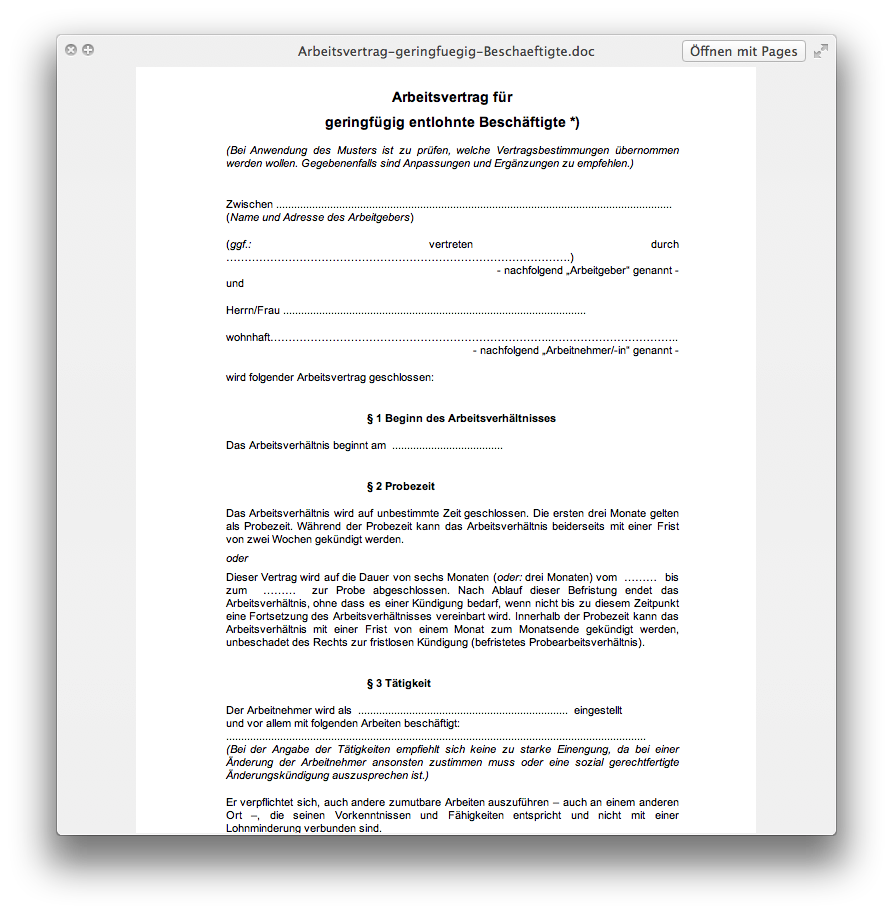 Arbeitsvertrag-geringfuegig-Beschaeftigte.doc
Öffnen mit Pages
Arbeitsvertrag für
geringfügig entlohnte Beschäftigte *)
(Bei Anwendung des Musters ist zu prüfen, welche Vertragsbestimmungen übernommen
werden wollen. Gegebenenfalls sind Anpassungen und Ergänzungen zu empfehlen.)
Zwischen ....................................................................................................................................
(Name und Adresse des Arbeitgebers)
(ggf.: vertreten durch
…………………………………………………………………………………)
- nachfolgend „Arbeitgeber“ genannt -
und
Herrn/Frau .....................................................................................................
wohnhaft…………………………………………………………………………………………..
- nachfolgend „Arbeitnehmer/-in“ genannt -
wird folgender Arbeitsvertrag geschlossen:
§ 1 Beginn des Arbeitsverhältnisses
Das Arbeitsverhältnis beginnt am .....................................
§ 2 Probezeit
Das Arbeitsverhältnis wird auf unbestimmte Zeit geschlossen. Die ersten drei Monate gelten
als Probezeit. Während der Probezeit kann das Arbeitsverhältnis beiderseits mit einer Frist
von zwei Wochen gekündigt werden.
oder
Dieser Vertrag wird auf die Dauer von sechs Monaten (oder: drei Monaten) vom ……… bis
zum ……… zur Probe abgeschlossen. Nach Ablauf dieser Befristung endet das
Arbeitsverhältnis, ohne dass es einer Kündigung bedarf, wenn nicht bis zu diesem Zeitpunkt
eine Fortsetzung des Arbeitsverhältnisses vereinbart wird. Innerhalb der Probezeit kann das
Arbeitsverhältnis mit einer Frist von einem Monat zum Monatsende gekündigt werden,
unbeschadet des Rechts zur fristlosen Kündigung (befristetes Probearbeitsverhältnis).
§ 3 Tätigkeit
Der Arbeitnehmer wird als ...................................................................... eingestellt
und vor allem mit folgenden Arbeiten beschäftigt:
............................................................................................................................................
(Bei der Angabe der Tätigkeiten empfiehlt sich keine zu starke Einengung, da bei einer
Änderung der Arbeitnehmer ansonsten zustimmen muss oder eine sozial gerechtfertigte
Änderungskündigung auszusprechen ist.)
Er verpflichtet sich, auch andere zumutbare Arbeiten auszuführen – auch an einem anderen
Ort –, die seinen Vorkenntnissen und Fähigkeiten entspricht und nicht mit einer
Lohnminderung verbunden sind.